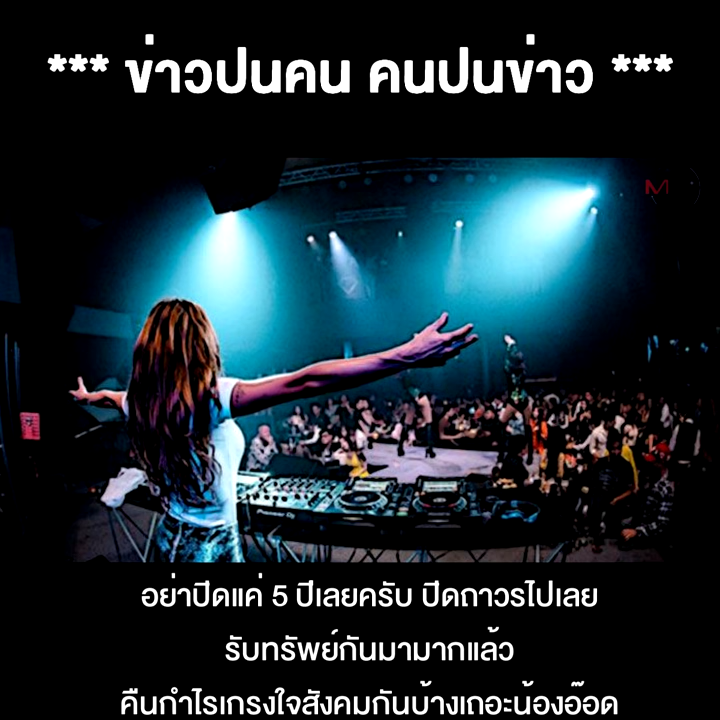 *** ข่าวปนคน คนปนข่าว ***
M
Pioneer Dj
อย่าปิดแค่ 5 ปีเลยครับ ปิดถาวรไปเลย
รับทรัพย์กันมามากแล้ว
คืนกำไรเกรงใจสังคมกันบ้างเถอะน้องอ๊อด